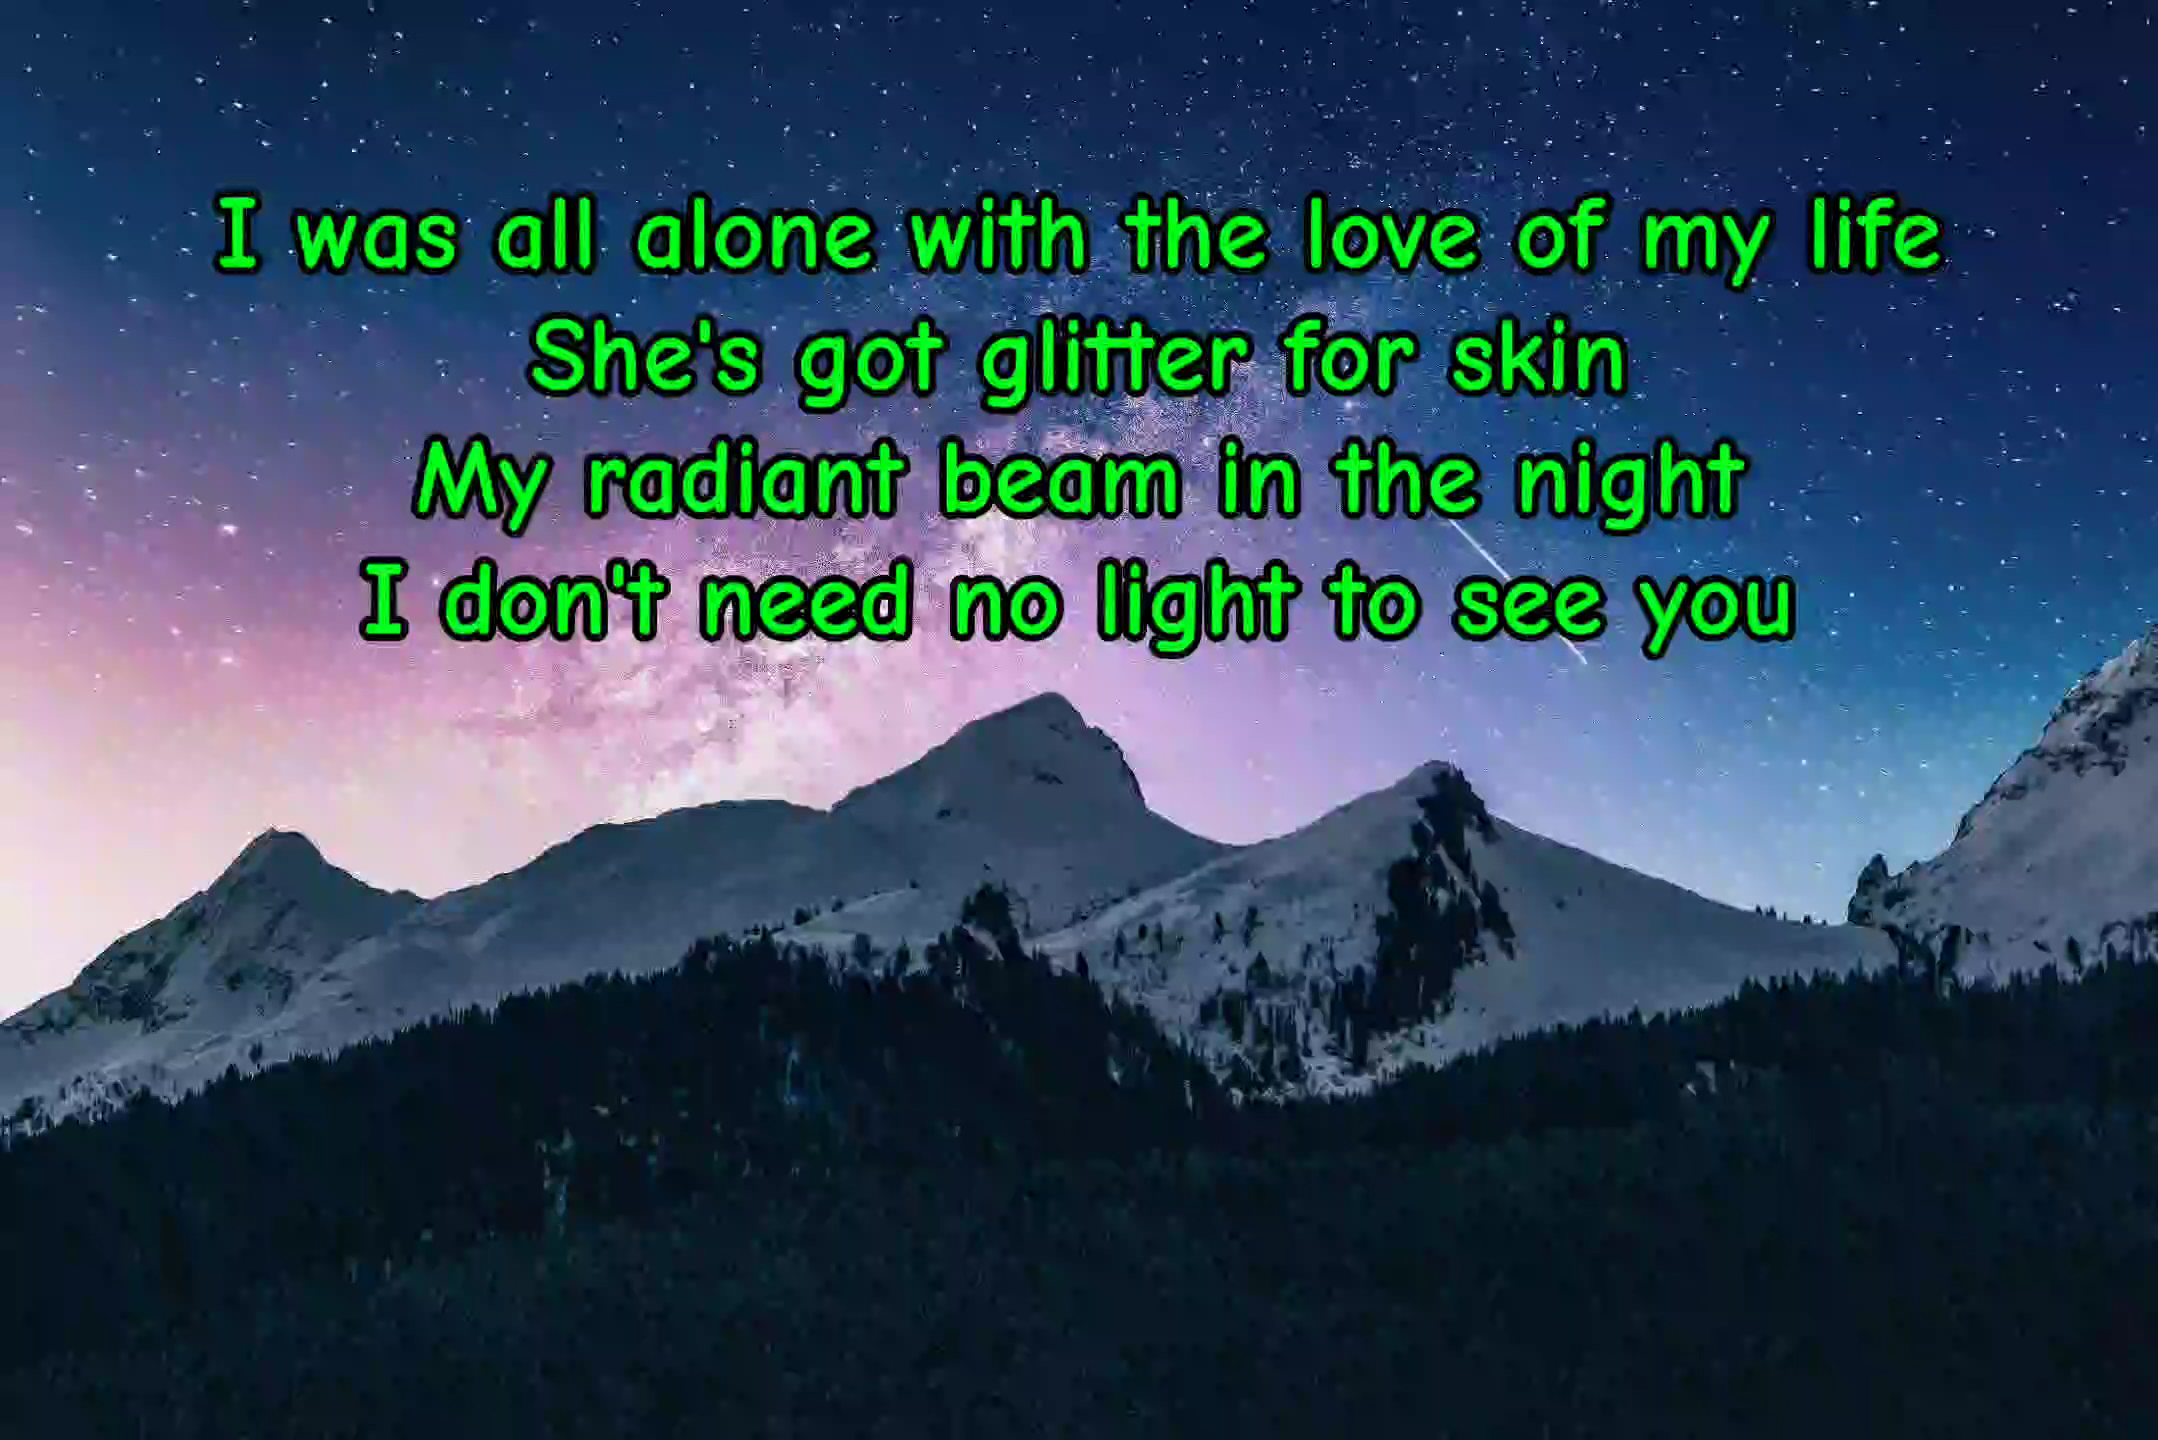 I was all alone with the love of my life
She's got glitter for skin
My radiant beam in the night
I don't need no light to see you